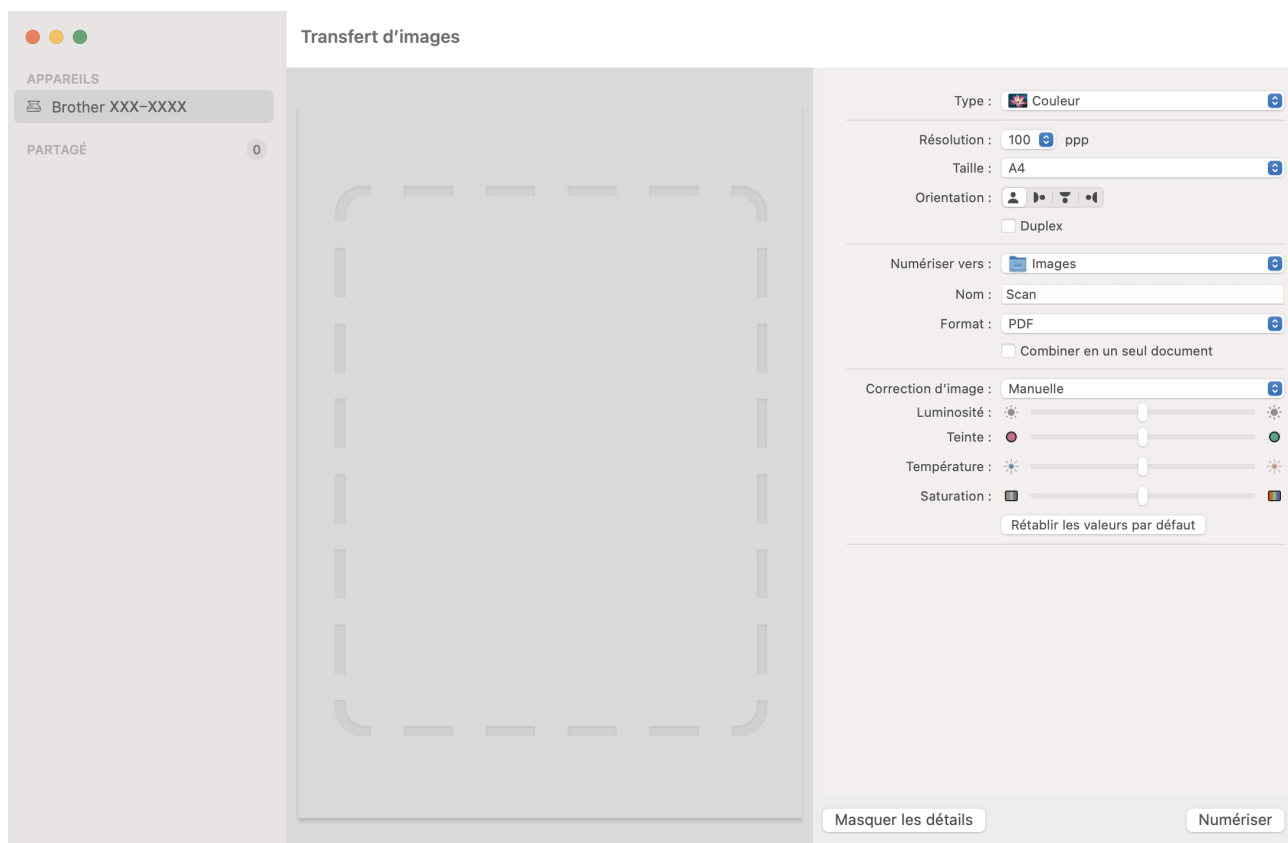 Transfert d’images
APPAREILS
Brother XXX-XXXX
PARTAGÉ 0
Type : Couleur
Résolution : 100 ppp
Taille : A4
Orientation :
Duplex
Numériser vers : Images
Nom : Scan
Format : PDF
Combiner en un seul document
Correction d’image : Manuelle
Luminosité :
Teinte :
Température :
Saturation :
Rétablir les valeurs par défaut
Masquer les détails
Numériser